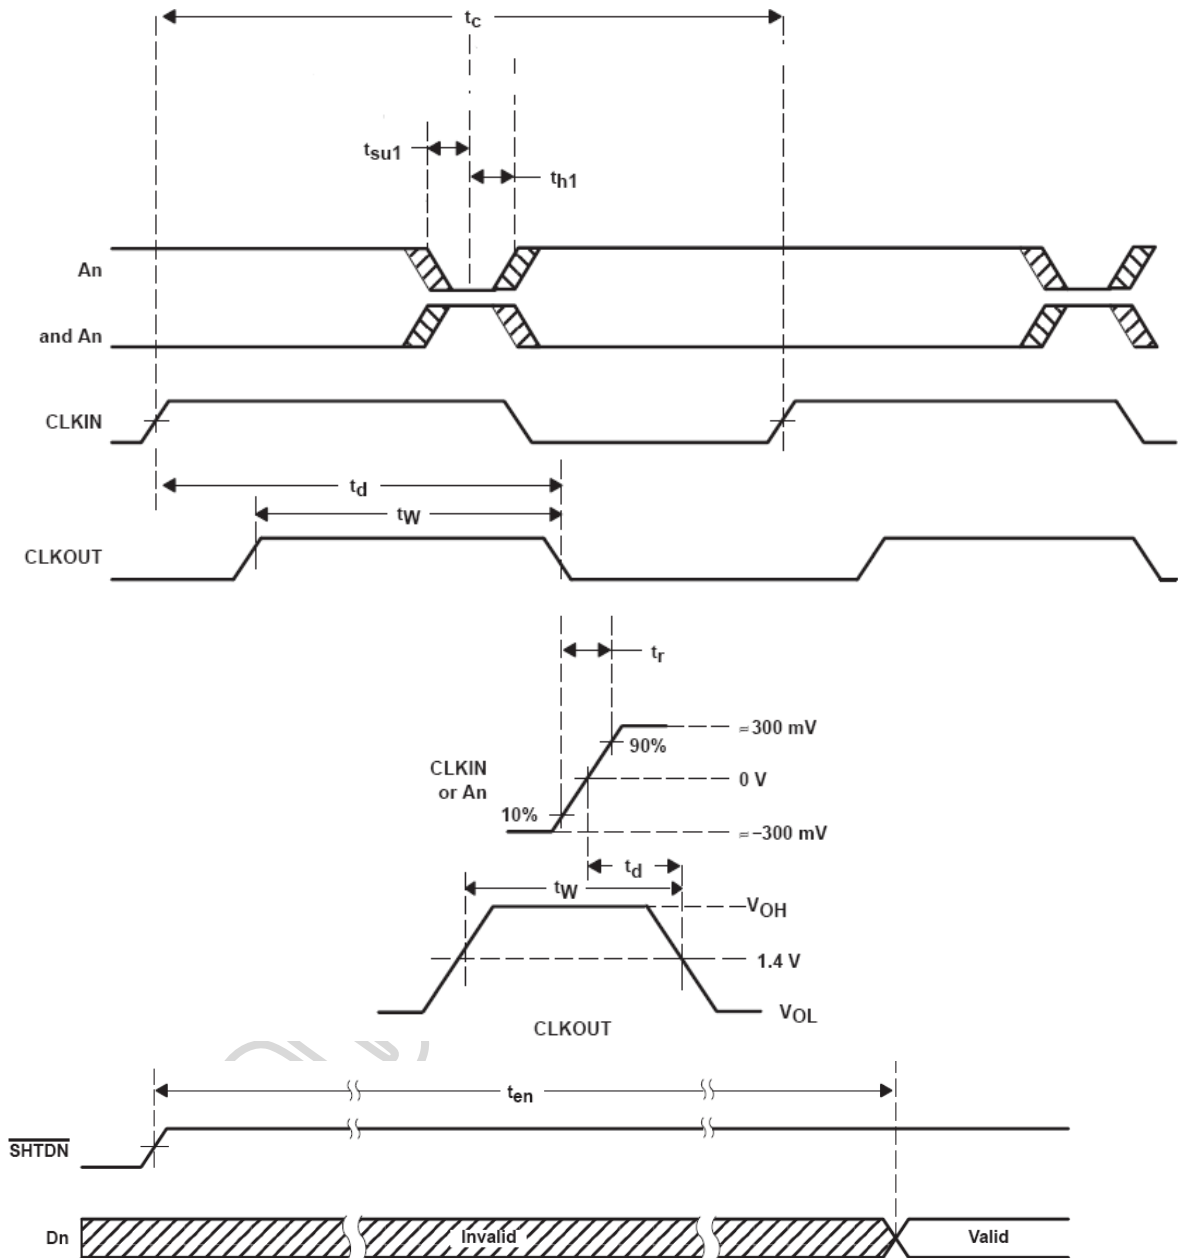 tc
tsu1
th1
An
and An
CLKIN
td
tW
CLKOUT
tr
≈300 mV
90%
CLKIN
or An
0 V
10%
≈–300 mV
td
tW
VOH
1.4 V
VOL
CLKOUT
ten
SHTDN
Dn
Invalid
Valid